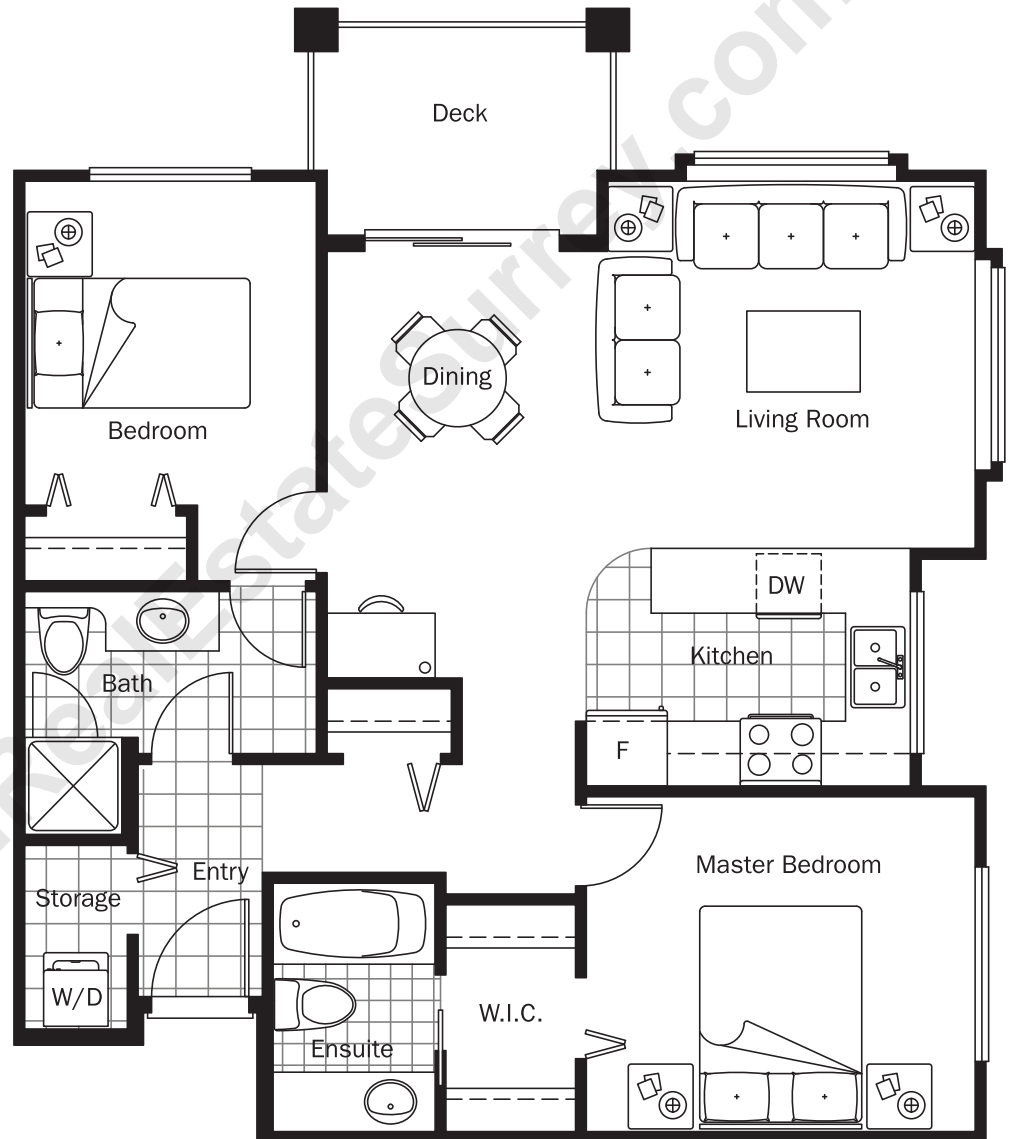 Deck
Dining
Living Room
Bedroom
DW
Kitchen
Bath
F
Entry
Master Bedroom
Storage
W/D
W.I.C.
Ensuite
RealEstateSurrey.com